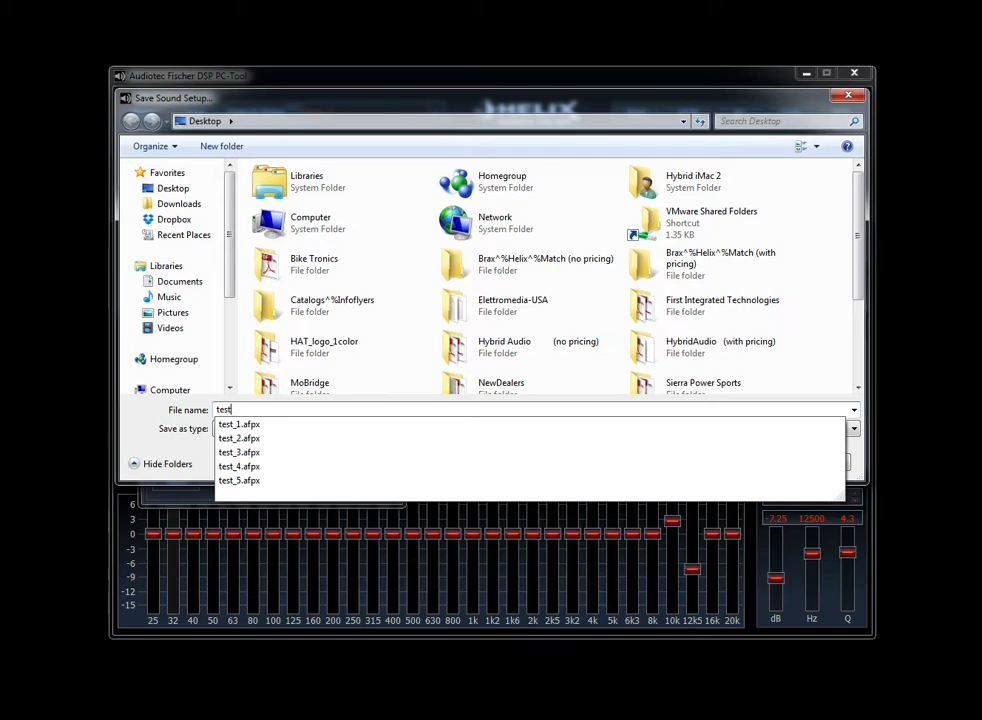 Audiotec Fischer DSP PC-Tool
Save Sound Setup...
HELIX
Desktop
Search Desktop
Organize
New folder
Favorites
Desktop
Downloads
Dropbox
Recent Places
Libraries
Documents
Music
Pictures
Videos
Homegroup
Computer
Libraries
System Folder
Homegroup
System Folder
Hybrid iMac 2
System Folder
Computer
System Folder
Network
System Folder
VMware Shared Folders
Shortcut
1.35 KB
Bike Tronics
File folder
Brax^%Helix^%Match (no pricing)
File folder
Brax^%Helix^%Match (with pricing)
File folder
Catalogs^%Infoflyers
File folder
Elettromedia-USA
File folder
First Integrated Technologies
File folder
HAT_logo_1color
File folder
Hybrid Audio (no pricing)
File folder
HybridAudio (with pricing)
File folder
MoBridge
NewDealers
Sierra Power Sports
File name: test
Save as type:
test_1.afpx
test_2.afpx
test_3.afpx
test_4.afpx
test_5.afpx
Hide Folders
6
3
0
-3
-6
-9
-12
-15
25 32 40 50 63 80 100 125 160 200 250 315 400 500 630 800 1k 1k2 1k6 2k 2k5 3k2 4k 5k 6k3 8k 10k 12k5 16k 20k
-7.25 12500 4.3
dB Hz Q